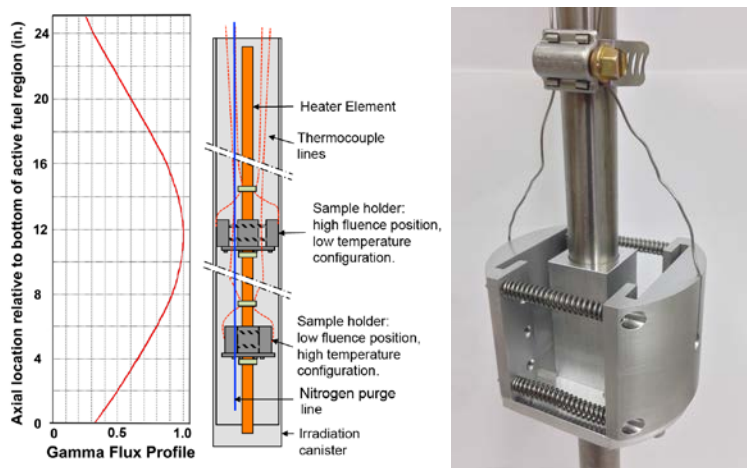 Axial location relative to bottom of active fuel region (in.)
24
20
16
12
8
4
0
0
0.5
1.0
Gamma Flux Profile
Heater Element
Thermocouple
lines
Sample holder:
high fluence position,
low temperature
configuration.
Sample holder:
low fluence position,
high temperature
configuration.
Nitrogen purge
line
Irradiation
canister